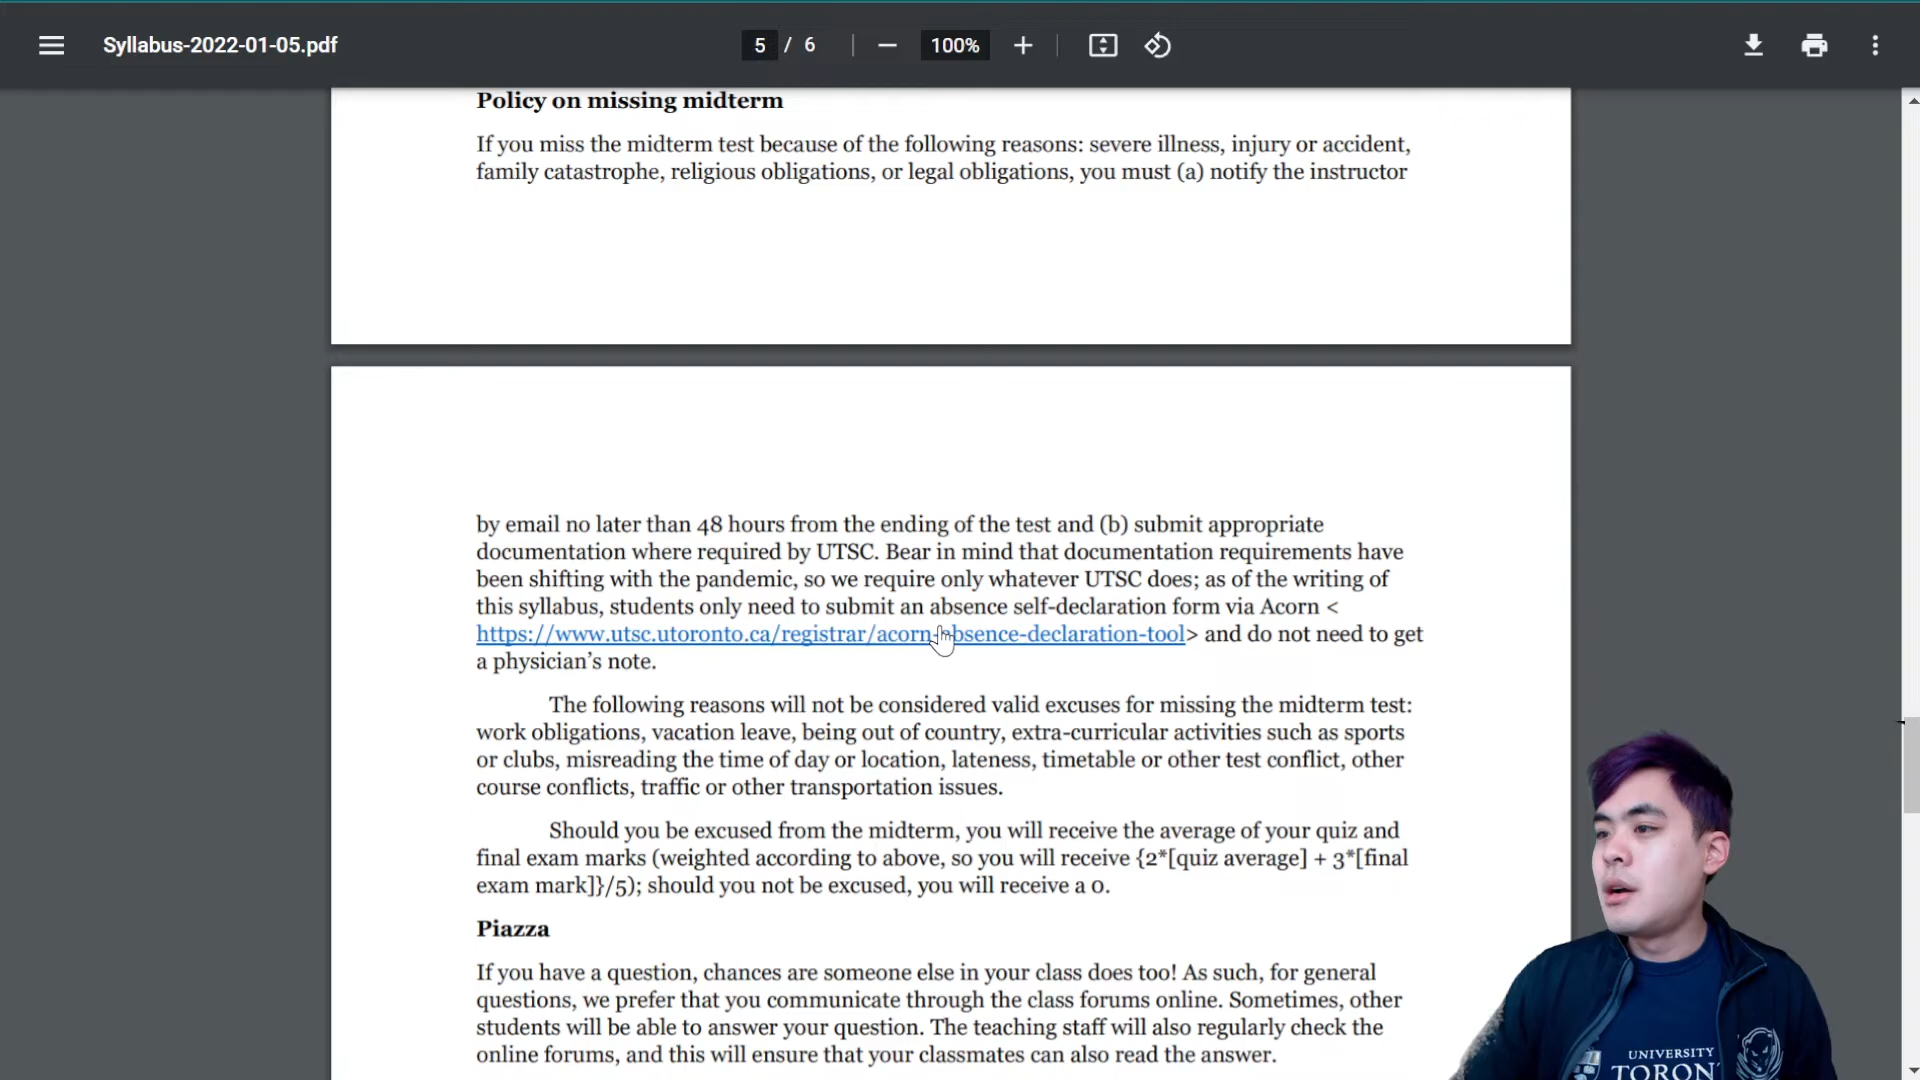 Syllabus-2022-01-05.pdf
5 / 6
100%
Policy on missing midterm
If you miss the midterm test because of the following reasons: severe illness, injury or accident,
family catastrophe, religious obligations, or legal obligations, you must (a) notify the instructor
by email no later than 48 hours from the ending of the test and (b) submit appropriate
documentation where required by UTSC. Bear in mind that documentation requirements have
been shifting with the pandemic, so we require only whatever UTSC does; as of the writing of
this syllabus, students only need to submit an absence self-declaration form via Acorn <
https://www.utsc.utoronto.ca/registrar/acorn-absence-declaration-tool> and do not need to get
a physician’s note.
The following reasons will not be considered valid excuses for missing the midterm test:
work obligations, vacation leave, being out of country, extra-curricular activities such as sports
or clubs, misreading the time of day or location, lateness, timetable or other test conflict, other
course conflicts, traffic or other transportation issues.
Should you be excused from the midterm, you will receive the average of your quiz and
final exam marks (weighted according to above, so you will receive {2*[quiz average] + 3*[final
exam mark]}/5); should you not be excused, you will receive a 0.
Piazza
If you have a question, chances are someone else in your class does too! As such, for general
questions, we prefer that you communicate through the class forums online. Sometimes, other
students will be able to answer your question. The teaching staff will also regularly check the
online forums, and this will ensure that your classmates can also read the answer.
UNIVERSITY
TORON